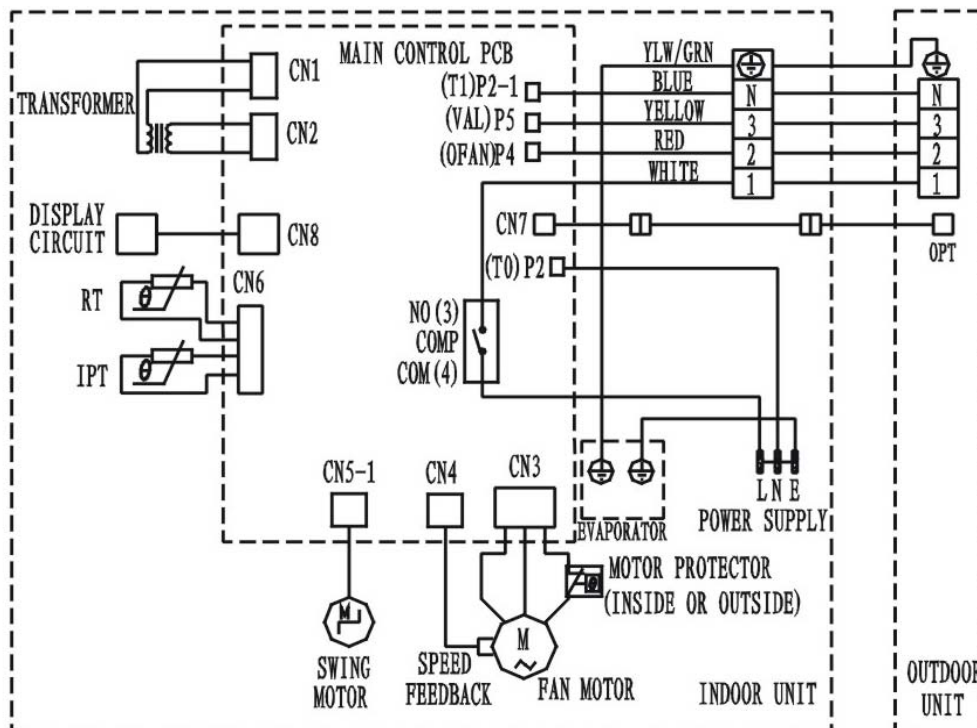 MAIN CONTROL PCB
TRANSFORMER
CN1
CN2
(T1)P2-1
(VAL)P5
(OFAN)P4
YLW/GRN
BLUE
YELLOW
RED
WHITE
N
3
2
1
N
3
2
1
DISPLAY
CIRCUIT
CN8
CN7
OPT
(T0)P2
RT
θ
CN6
IPT
θ
NO(3)
COMP
COM(4)
L N E
POWER SUPPLY
EVAPORATOR
CN5-1
CN4
CN3
MOTOR PROTECTOR
(INSIDE OR OUTSIDE)
θ
M
SWING
MOTOR
SPEED
FEEDBACK
M
FAN MOTOR
INDOOR UNIT
OUTDOOR
UNIT